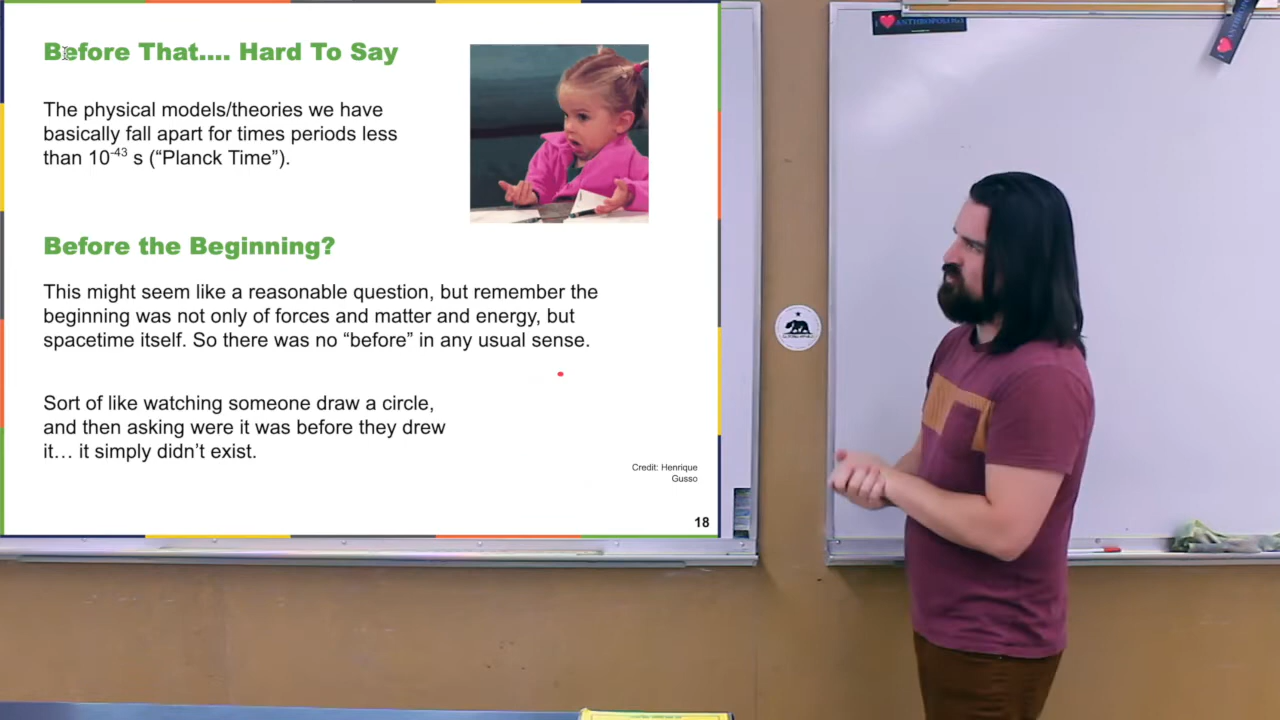 Before That.... Hard To Say
The physical models/theories we have
basically fall apart for times periods less
than 10⁻⁴³ s (“Planck Time”).
Before the Beginning?
This might seem like a reasonable question, but remember the
beginning was not only of forces and matter and energy, but
spacetime itself. So there was no “before” in any usual sense.
Sort of like watching someone draw a circle,
and then asking were it was before they drew
it… it simply didn’t exist.
Credit: Henrique
Gusso
18
I ❤ ANTHROPOLOGY